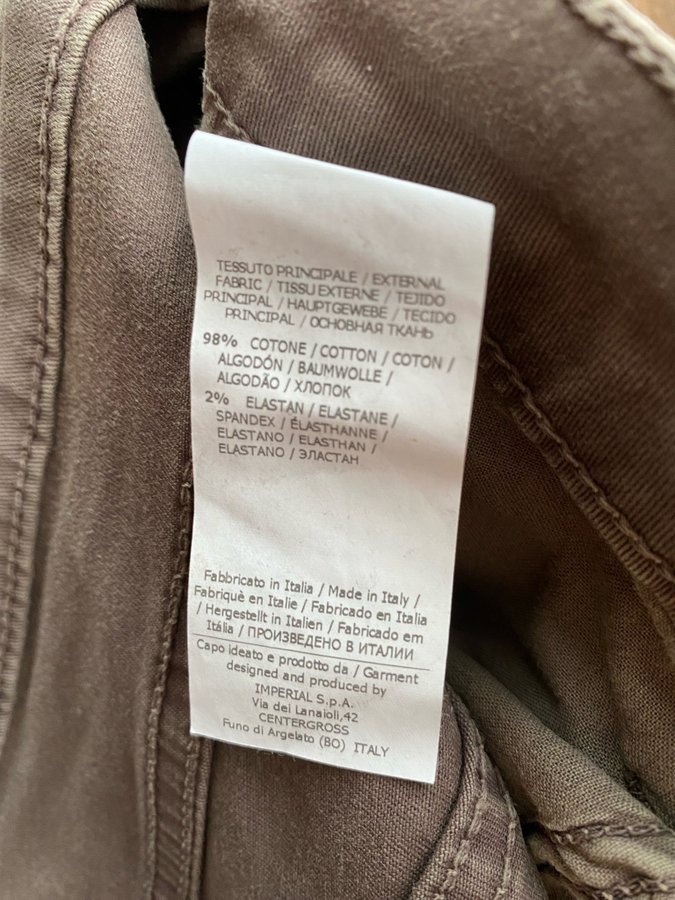 TESSUTO PRINCIPALE / EXTERNAL
FABRIC / TISSU EXTERNE / TEJIDO
PRINCIPAL / HAUPTGEWEBE / TECIDO
PRINCIPAL / ОСНОВНАЯ ТКАНЬ
98% COTONE / COTTON / COTON /
ALGODÓN / BAUMWOLLE /
ALGODÃO / ХЛОПОК
2% ELASTAN / ELASTANE /
SPANDEX / ÉLASTHANNE /
ELASTANO / ELASTHAN /
ELASTANO / ЭЛАСТАН
Fabbricato in Italia / Made in Italy /
Fabriquè en Italie / Fabricado en Italia
/ Hergestellt in Italien / Fabricado em
Itália / ПРОИЗВЕДЕНО В ИТАЛИИ
Capo ideato e prodotto da / Garment
designed and produced by
IMPERIAL S.p.A.
Via dei Lanaioli,42
CENTERGROSS
Funo di Argelato (BO) ITALY